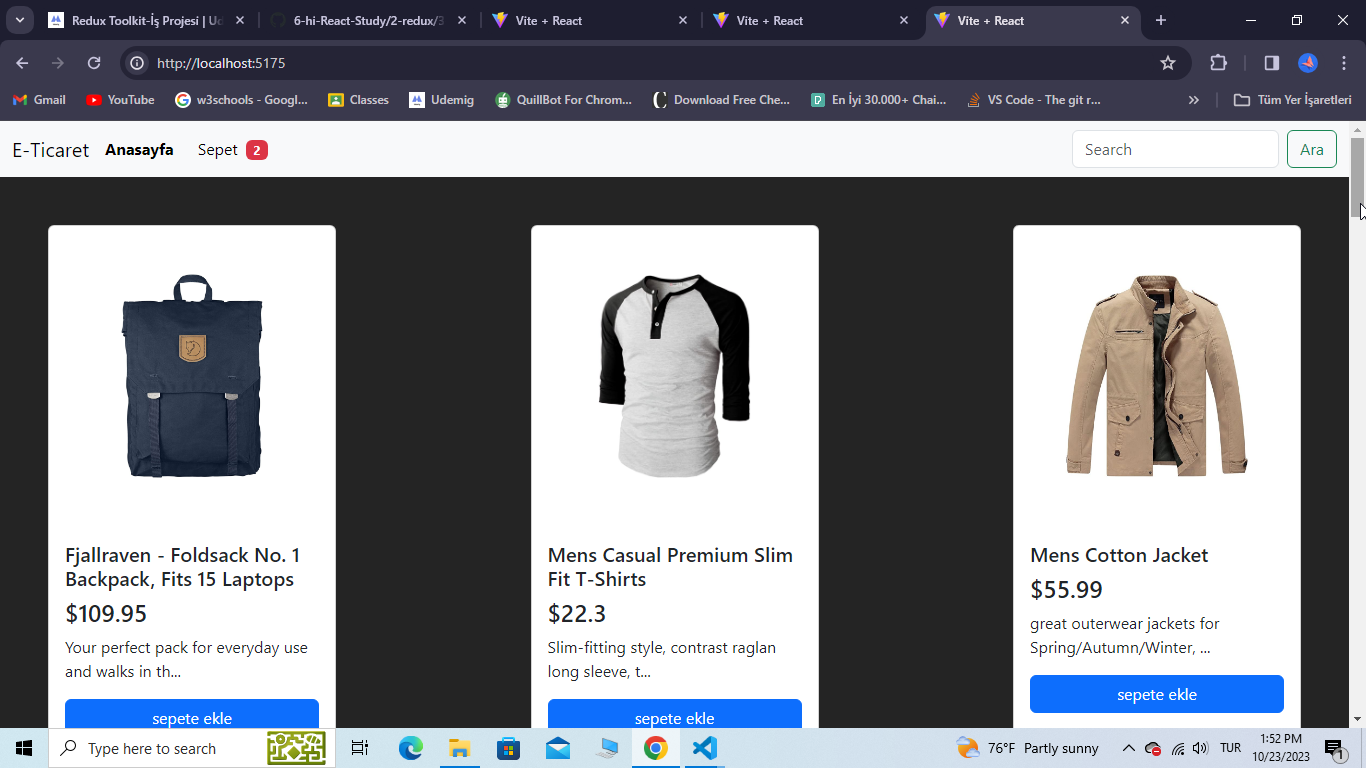 Redux Toolkit-İş Projesi | Ud
6-hi-React-Study/2-redux/3
Vite + React
Vite + React
Vite + React
http://localhost:5175
Gmail
YouTube
w3schools - Googl...
Classes
Udemig
QuillBot For Chrom...
Download Free Che...
En İyi 30.000+ Chai...
VS Code - The git r...
Tüm Yer İşaretleri
E-Ticaret Anasayfa Sepet 2
Search
Ara
Fjallraven - Foldsack No. 1
Backpack, Fits 15 Laptops
$109.95
Your perfect pack for everyday use
and walks in th...
sepete ekle
Mens Casual Premium Slim
Fit T-Shirts
$22.3
Slim-fitting style, contrast raglan
long sleeve, t...
sepete ekle
Mens Cotton Jacket
$55.99
great outerwear jackets for
Spring/Autumn/Winter, ...
sepete ekle
Type here to search
76°F Partly sunny
TUR
1:52 PM
10/23/2023
1